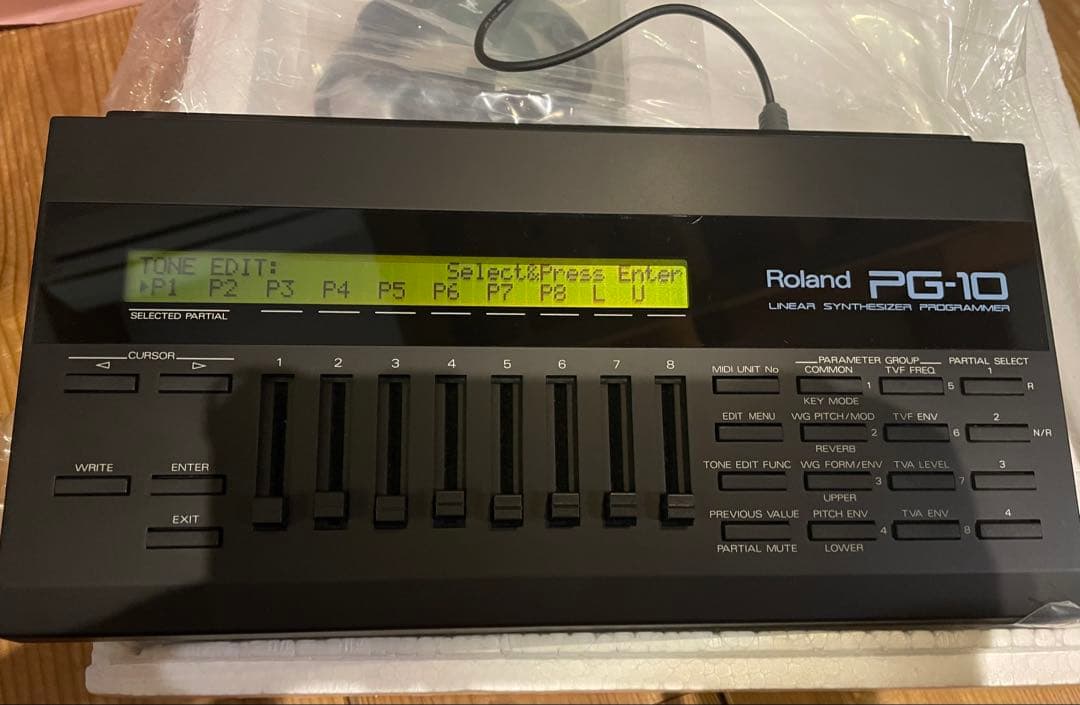 TONE EDIT: Select&Press Enter
▶P1 P2 P3 P4 P5 P6 P7 P8 L U
SELECTED PARTIAL
Roland PG-10
LINEAR SYNTHESIZER PROGRAMMER
CURSOR
◁ ▷
WRITE ENTER
EXIT
1 2 3 4 5 6 7 8
PARAMETER GROUP PARTIAL SELECT
MIDI UNIT No COMMON TVF FREQ 1
1 5 R
KEY MODE
EDIT MENU WG PITCH/MOD TVF ENV 2
2 6 N/R
REVERB
TONE EDIT FUNC WG FORM/ENV TVA LEVEL 3
3 7
UPPER
PREVIOUS VALUE PITCH ENV TVA ENV 4
4 8
PARTIAL MUTE LOWER